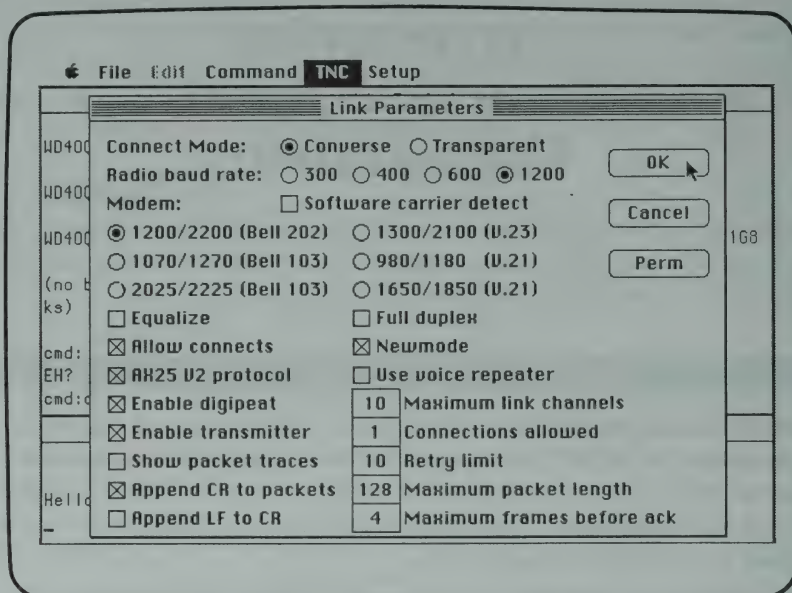 File Edit Command TNC Setup
Link Parameters
Connect Mode: Converse Transparent
Radio baud rate: 300 400 600 1200
Modem: Software carrier detect
1200/2200 (Bell 202) 1300/2100 (V.23)
1070/1270 (Bell 103) 980/1180 (V.21)
2025/2225 (Bell 103) 1650/1850 (V.21)
Equalize Full duplex
Allow connects Newmode
AX25 V2 protocol Use voice repeater
Enable digipeat 10 Maximum link channels
Enable transmitter 1 Connections allowed
Show packet traces 10 Retry limit
Append CR to packets 128 Maximum packet length
Append LF to CR 4 Maximum frames before ack
OK
Cancel
Perm
WD40
WD40
WD40
1G8
(no b
ks)
cmd:
EH?
cmd:c
Hello